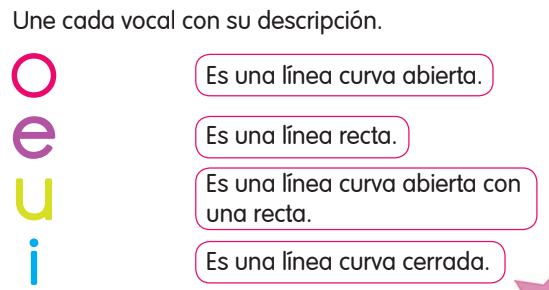 Une cada vocal con su descripción.
o
Es una línea curva abierta.
e
Es una línea recta.
u
Es una línea curva abierta con
una recta.
i
Es una línea curva cerrada.